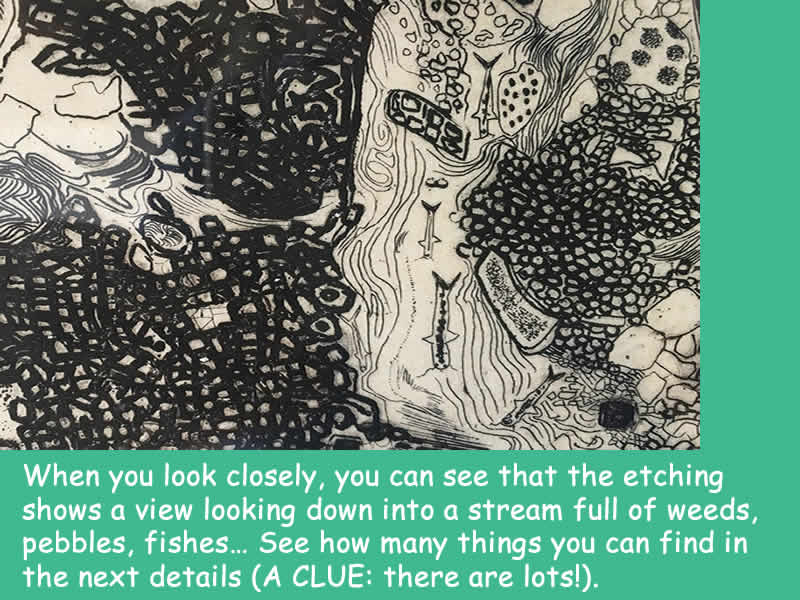 When you look closely, you can see that the etching
shows a view looking down into a stream full of weeds,
pebbles, fishes… See how many things you can find in
the next details (A CLUE: there are lots!).